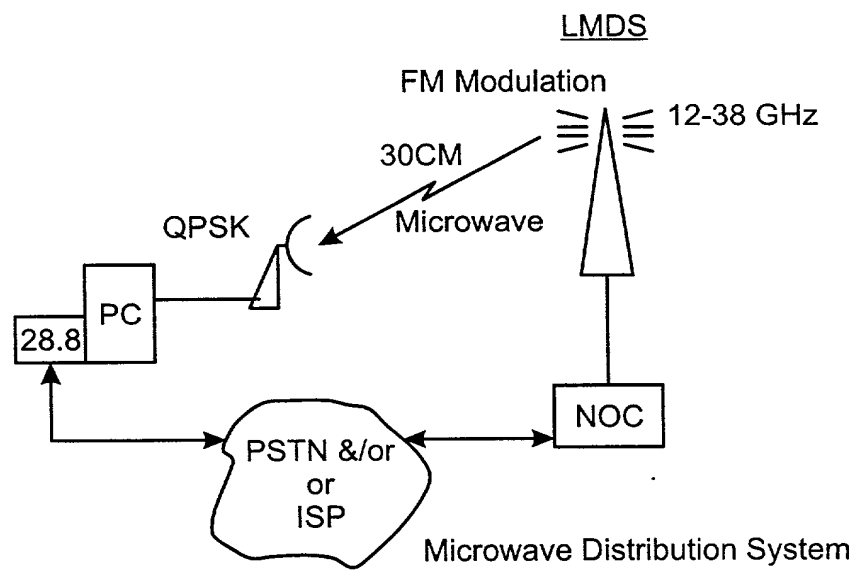 LMDS
FM Modulation
12-38 GHz
30CM
Microwave
QPSK
PC
28.8
NOC
PSTN &/or
or
ISP
Microwave Distribution System